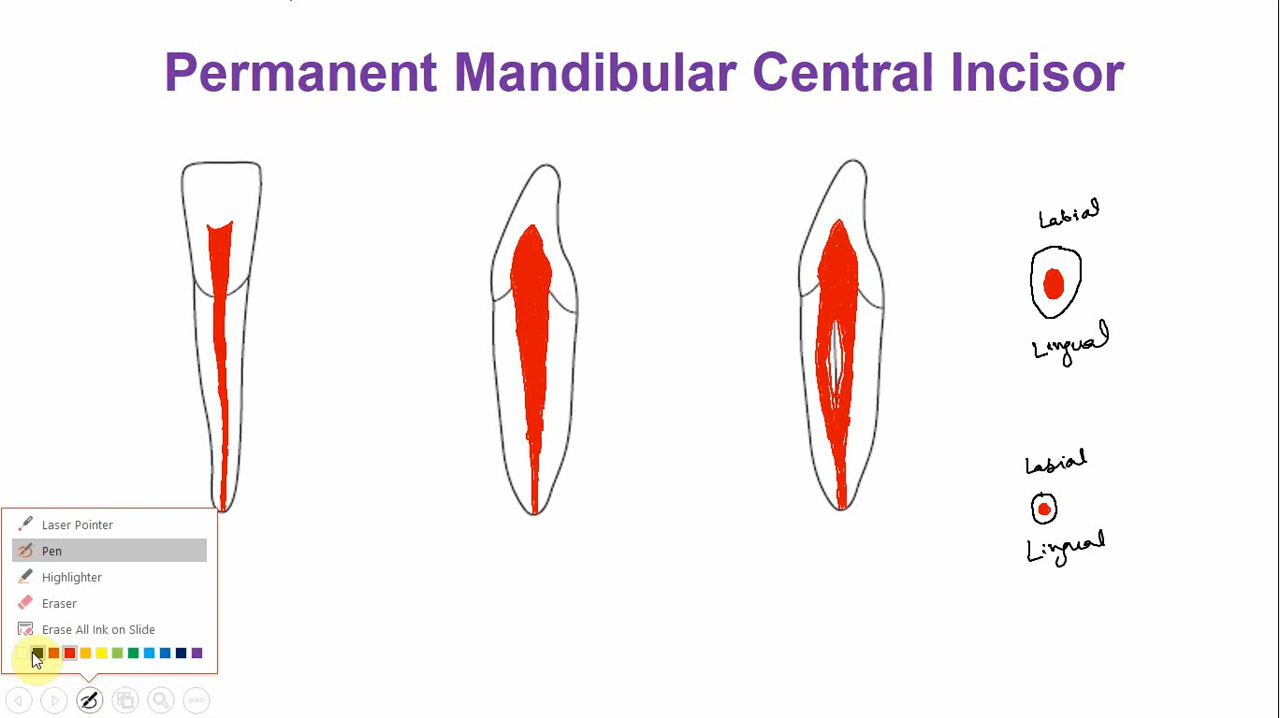 Permanent Mandibular Central Incisor
Labial
Lingual
Labial
Lingual
Laser Pointer
Pen
Highlighter
Eraser
Erase All Ink on Slide